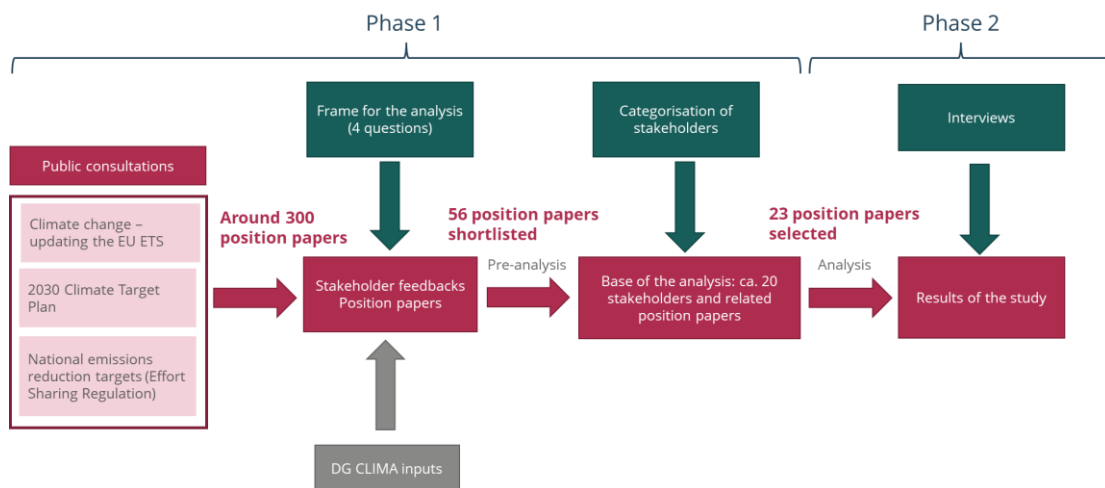 Phase 1
Phase 2
Frame for the analysis
(4 questions)
Categorisation of
stakeholders
Interviews
Public consultations
Climate change –
updating the EU ETS
2030 Climate Target
Plan
National emissions
reduction targets (Effort
Sharing Regulation)
Around 300
position papers
Stakeholder feedbacks
Position papers
56 position papers
shortlisted
Pre-analysis
Base of the analysis: ca. 20
stakeholders and related
position papers
23 position papers
selected
Analysis
Results of the study
DG CLIMA inputs